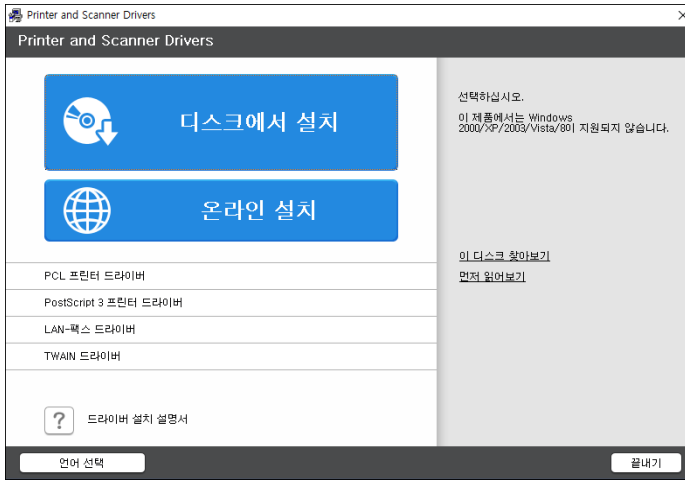 Printer and Scanner Drivers
Printer and Scanner Drivers
디스크에서 설치
온라인 설치
PCL 프린터 드라이버
PostScript 3 프린터 드라이버
LAN-팩스 드라이버
TWAIN 드라이버
? 드라이버 설치 설명서
선택하십시오.
이 제품에서는 Windows
2000/XP/2003/Vista/8이 지원되지 않습니다.
이 디스크 찾아보기
먼저 읽어보기
언어 선택
끝내기